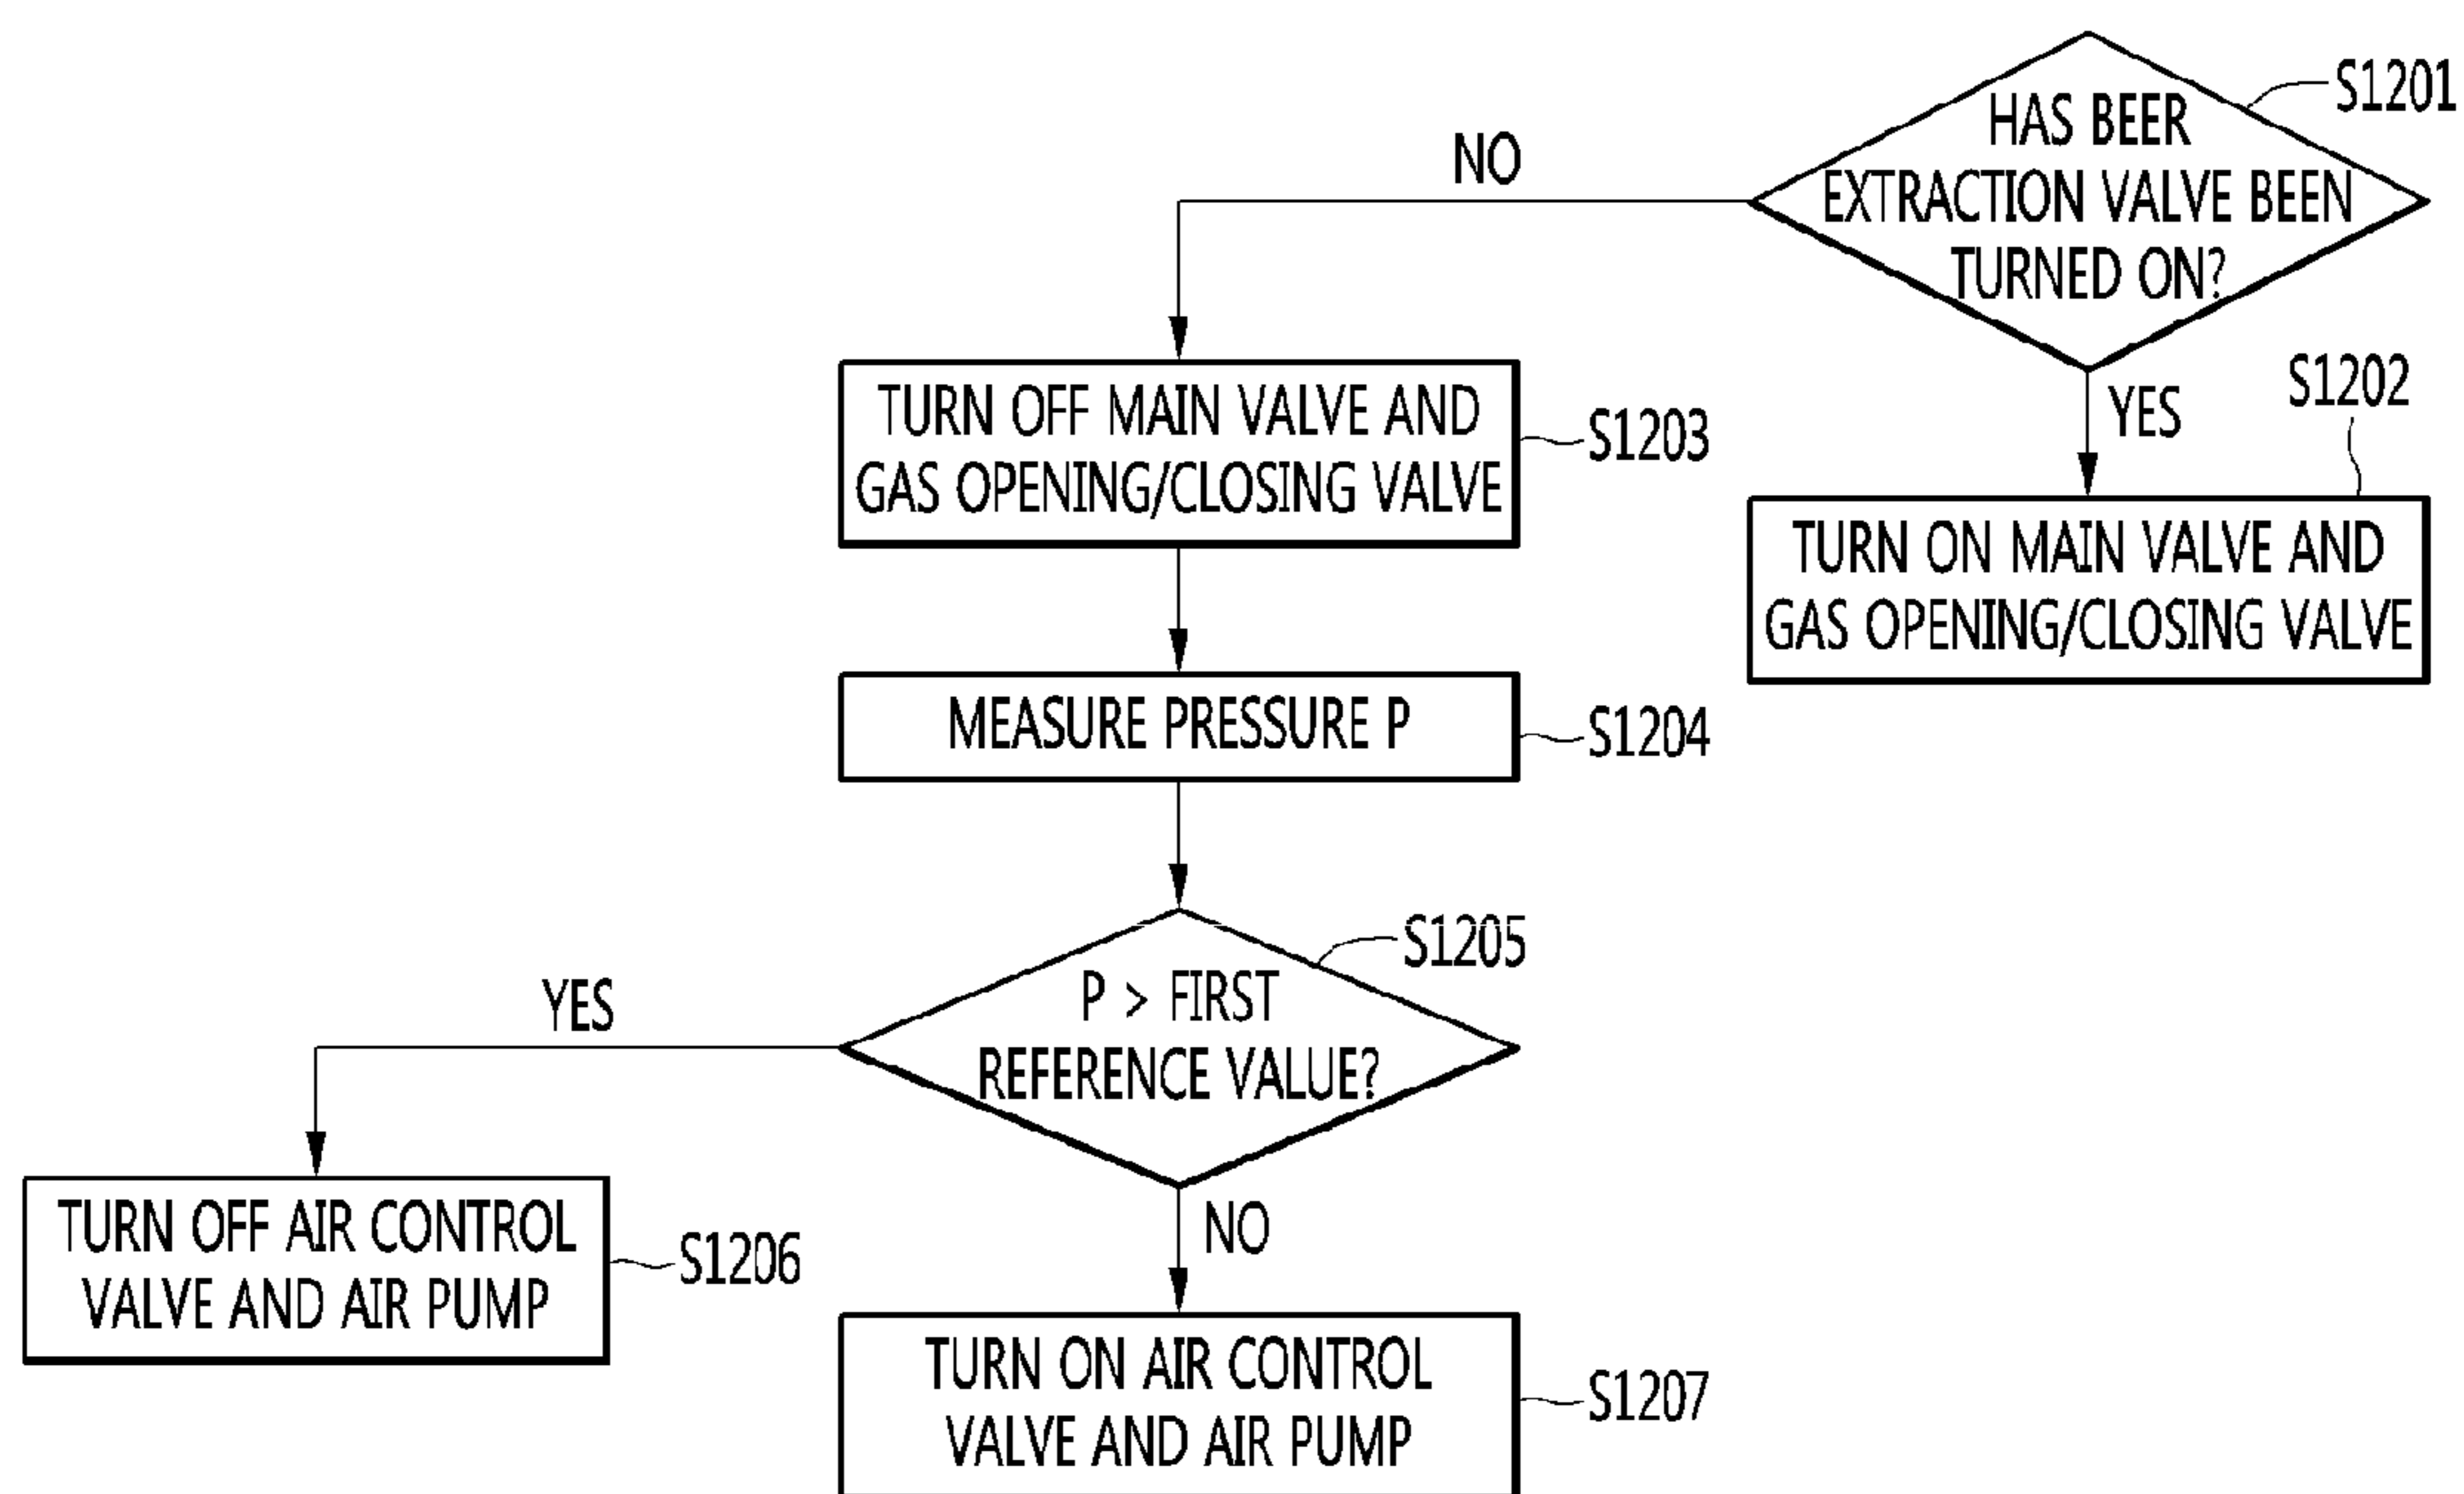 HAS BEER
EXTRACTION VALVE BEEN
TURNED ON?
S1201
NO
YES
S1202
TURN ON MAIN VALVE AND
GAS OPENING/CLOSING VALVE
TURN OFF MAIN VALVE AND
GAS OPENING/CLOSING VALVE
S1203
MEASURE PRESSURE P
S1204
P > FIRST
REFERENCE VALUE?
S1205
YES
TURN OFF AIR CONTROL
VALVE AND AIR PUMP
S1206
NO
TURN ON AIR CONTROL
VALVE AND AIR PUMP
S1207